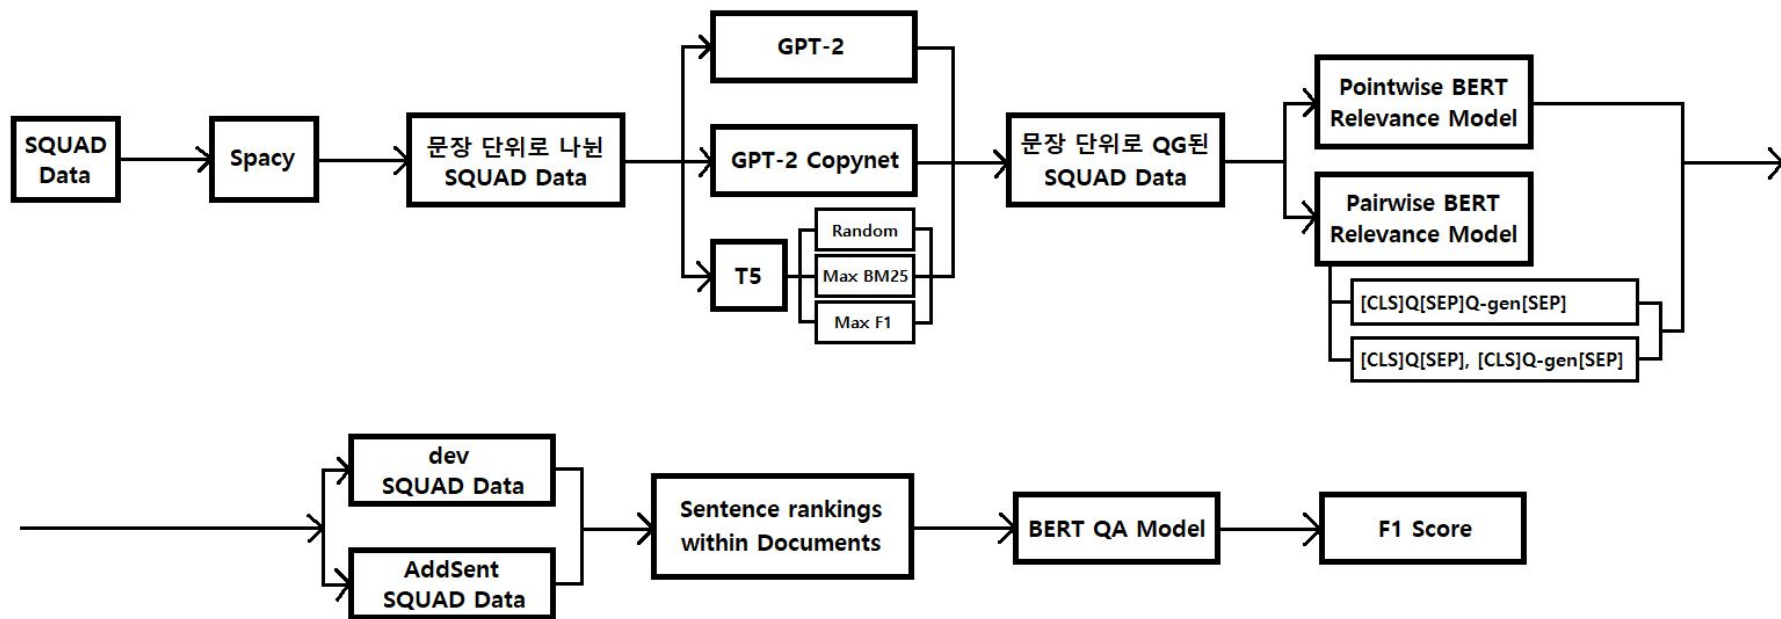 SQUAD
Data
Spacy
문장 단위로 나뉜
SQUAD Data
GPT-2
GPT-2 Copynet
T5
Random
Max BM25
Max F1
문장 단위로 QG된
SQUAD Data
Pointwise BERT
Relevance Model
Pairwise BERT
Relevance Model
[CLS]Q[SEP]Q-gen[SEP]
[CLS]Q[SEP], [CLS]Q-gen[SEP]
dev
SQUAD Data
AddSent
SQUAD Data
Sentence rankings
within Documents
BERT QA Model
F1 Score